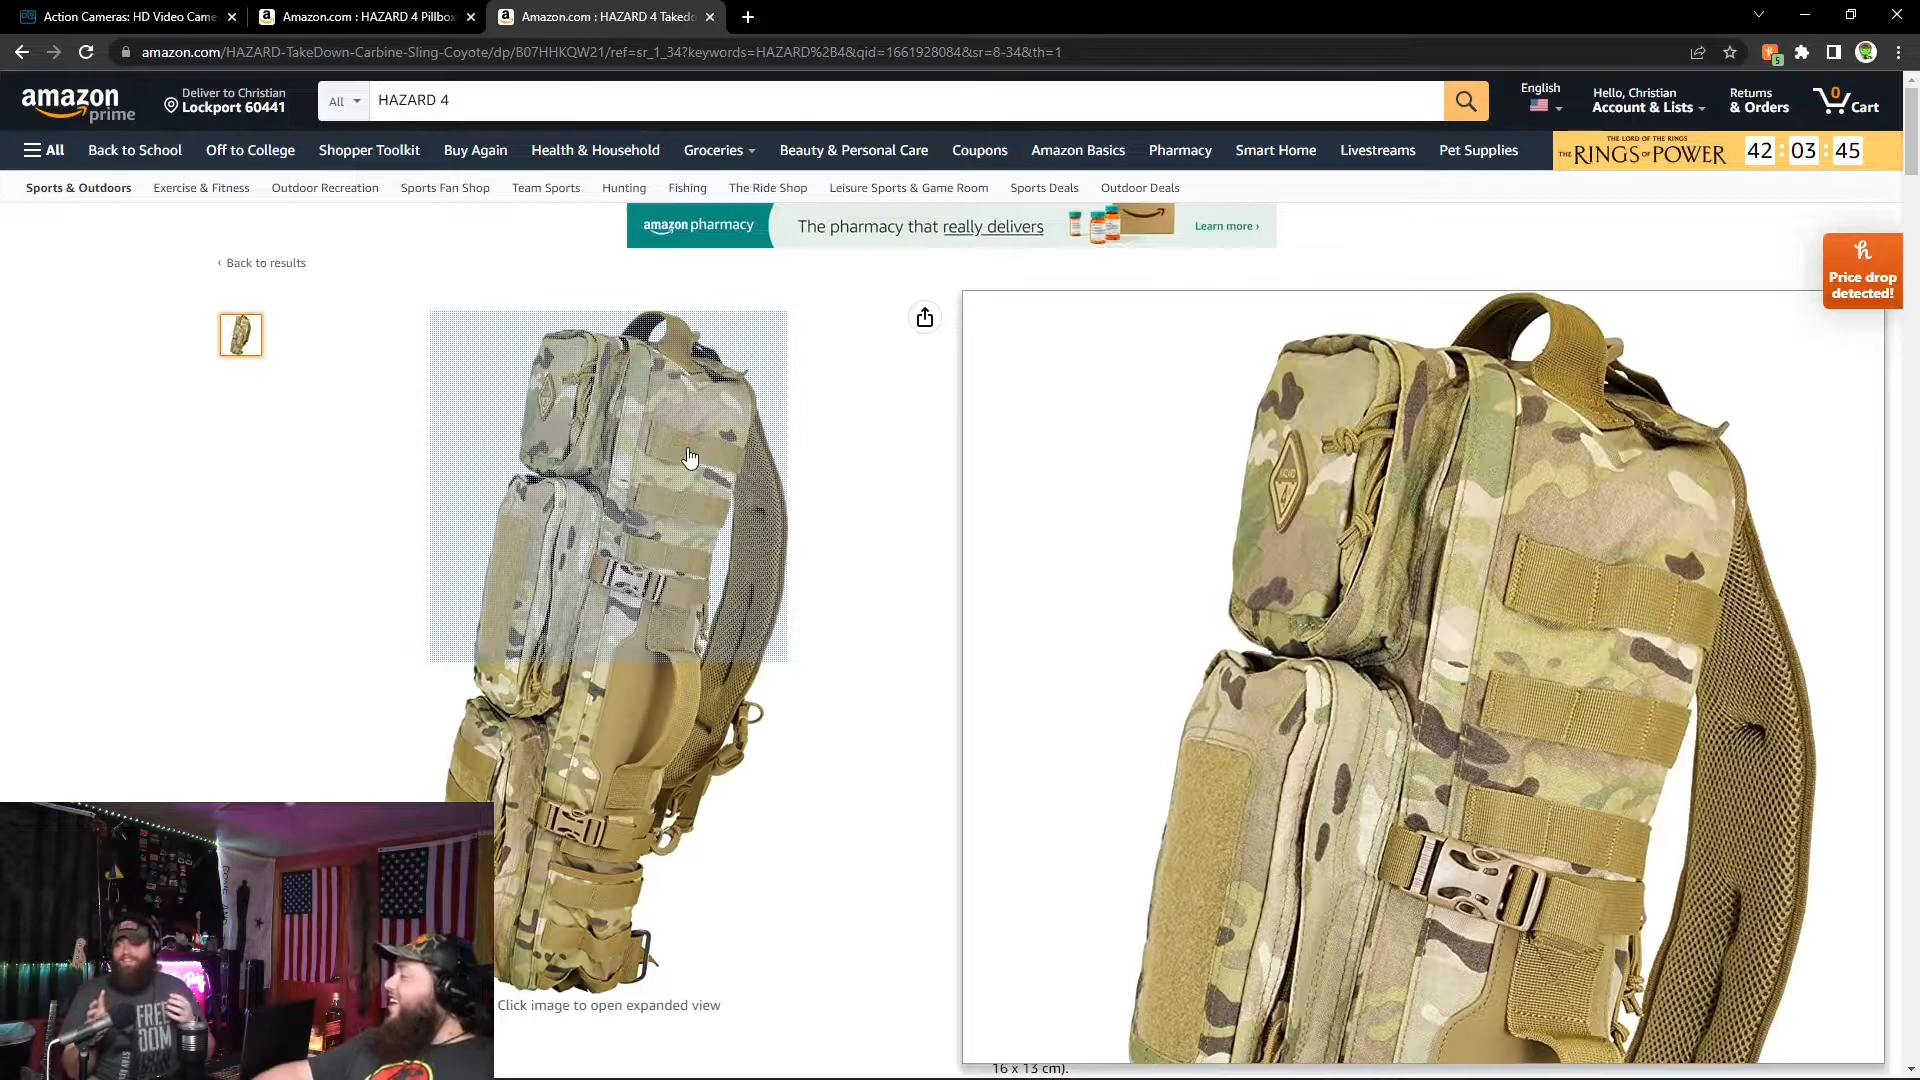 Action Cameras: HD Video Came
Amazon.com : HAZARD 4 Pillbox
Amazon.com : HAZARD 4 Taked
amazon.com/HAZARD-TakeDown-Carbine-Sling-Coyote/dp/B07HHKQW21/ref=sr_1_34?keywords=HAZARD%2B4&qid=1661928084&sr=8-34&th=1
5
amazon
prime
Deliver to Christian
Lockport 60441
All
HAZARD 4
English
Hello, Christian
Account & Lists
Returns
& Orders
0
Cart
All
Back to School
Off to College
Shopper Toolkit
Buy Again
Health & Household
Groceries
Beauty & Personal Care
Coupons
Amazon Basics
Pharmacy
Smart Home
Livestreams
Pet Supplies
THE LORD OF THE RINGS
THE RINGS OF POWER
42 : 03 : 45
Sports & Outdoors
Exercise & Fitness
Outdoor Recreation
Sports Fan Shop
Team Sports
Hunting
Fishing
The Ride Shop
Leisure Sports & Game Room
Sports Deals
Outdoor Deals
amazon pharmacy
The pharmacy that really delivers
Learn more ›
‹ Back to results
h
Price drop
detected!
4
FREE
DOM
Click image to open expanded view
16 x 13 cm).